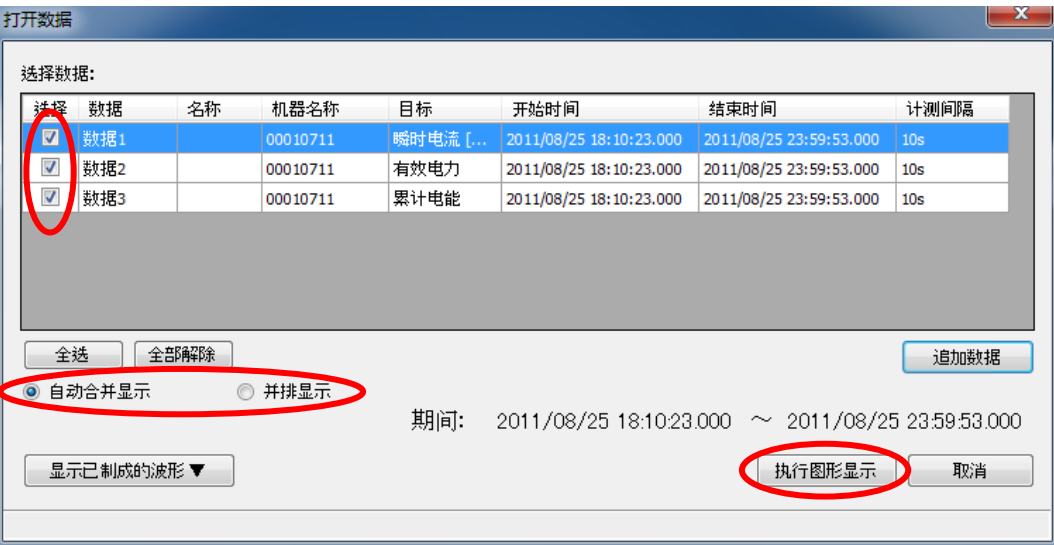 打开数据
X
选择数据:
选择 数据 名称 机器名称 目标 开始时间 结束时间 计测间隔
数据1 00010711 瞬时电流 [... 2011/08/25 18:10:23.000 2011/08/25 23:59:53.000 10s
数据2 00010711 有效电力 2011/08/25 18:10:23.000 2011/08/25 23:59:53.000 10s
数据3 00010711 累计电能 2011/08/25 18:10:23.000 2011/08/25 23:59:53.000 10s
全选 全部解除 追加数据
自动合并显示 并排显示
期间: 2011/08/25 18:10:23.000 ～ 2011/08/25 23:59:53.000
显示已制成的波形▼ 执行图形显示 取消